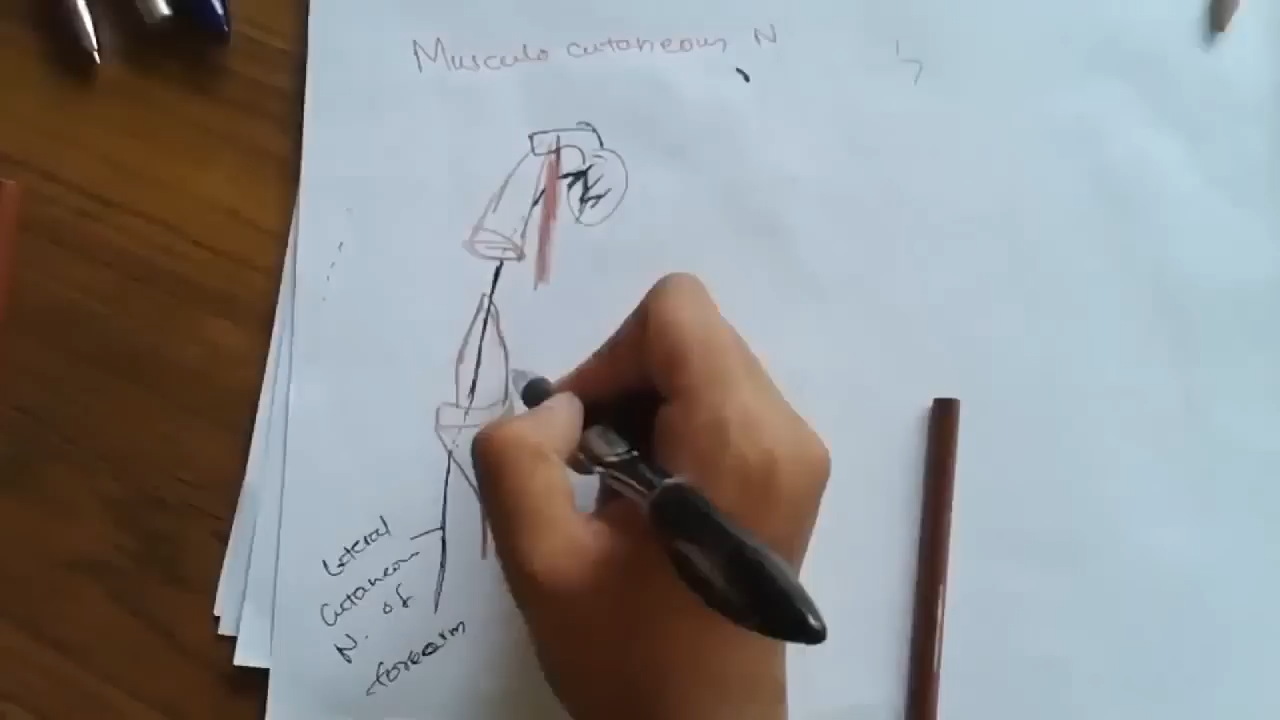 Musculo cutaneous N
Lateral
Cutaneous
N. of
forearm